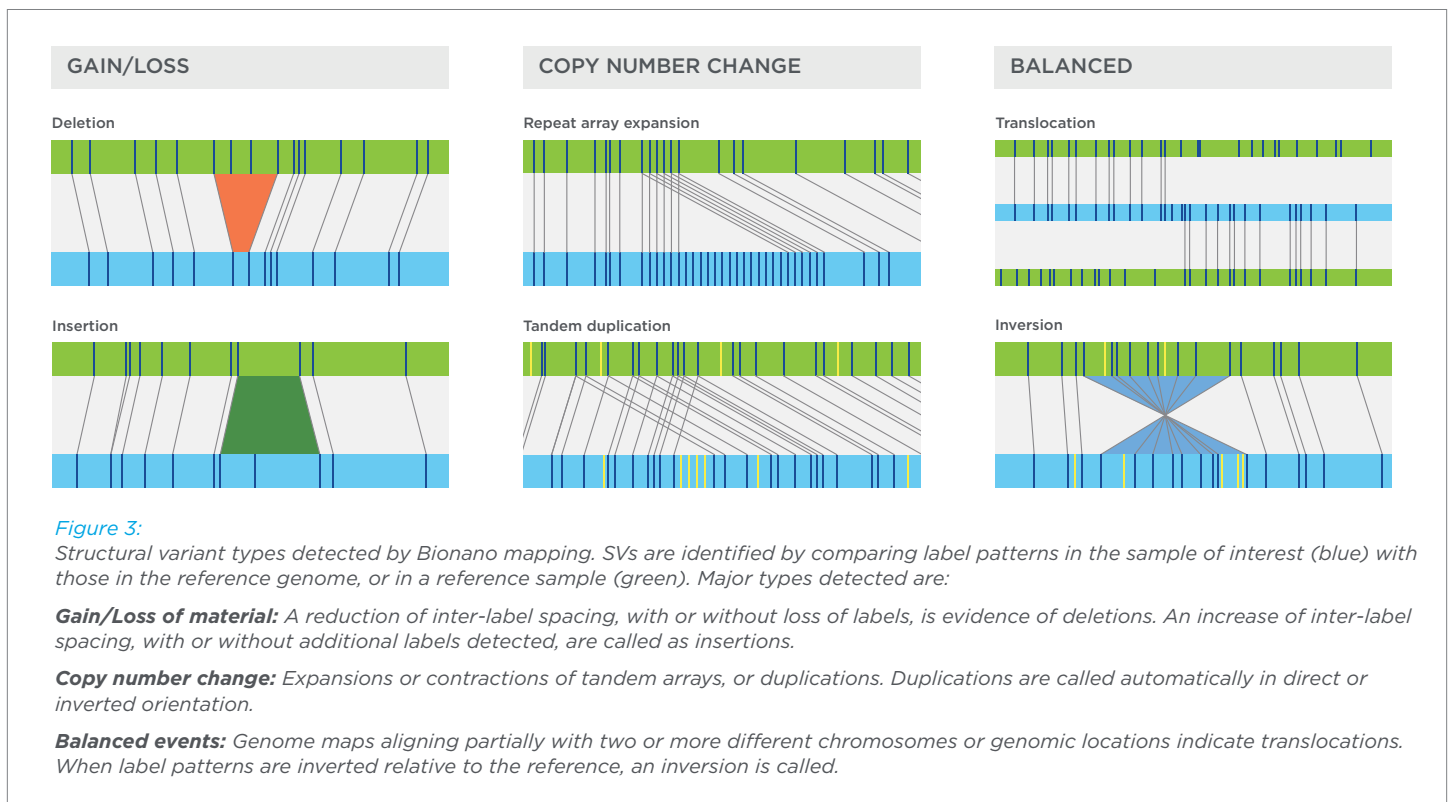 GAIN/LOSS
Deletion
Insertion
COPY NUMBER CHANGE
Repeat array expansion
Tandem duplication
BALANCED
Translocation
Inversion
Figure 3:
Structural variant types detected by Bionano mapping. SVs are identified by comparing label patterns in the sample of interest (blue) with
those in the reference genome, or in a reference sample (green). Major types detected are:
Gain/Loss of material: A reduction of inter-label spacing, with or without loss of labels, is evidence of deletions. An increase of inter-label
spacing, with or without additional labels detected, are called as insertions.
Copy number change: Expansions or contractions of tandem arrays, or duplications. Duplications are called automatically in direct or
inverted orientation.
Balanced events: Genome maps aligning partially with two or more different chromosomes or genomic locations indicate translocations.
When label patterns are inverted relative to the reference, an inversion is called.